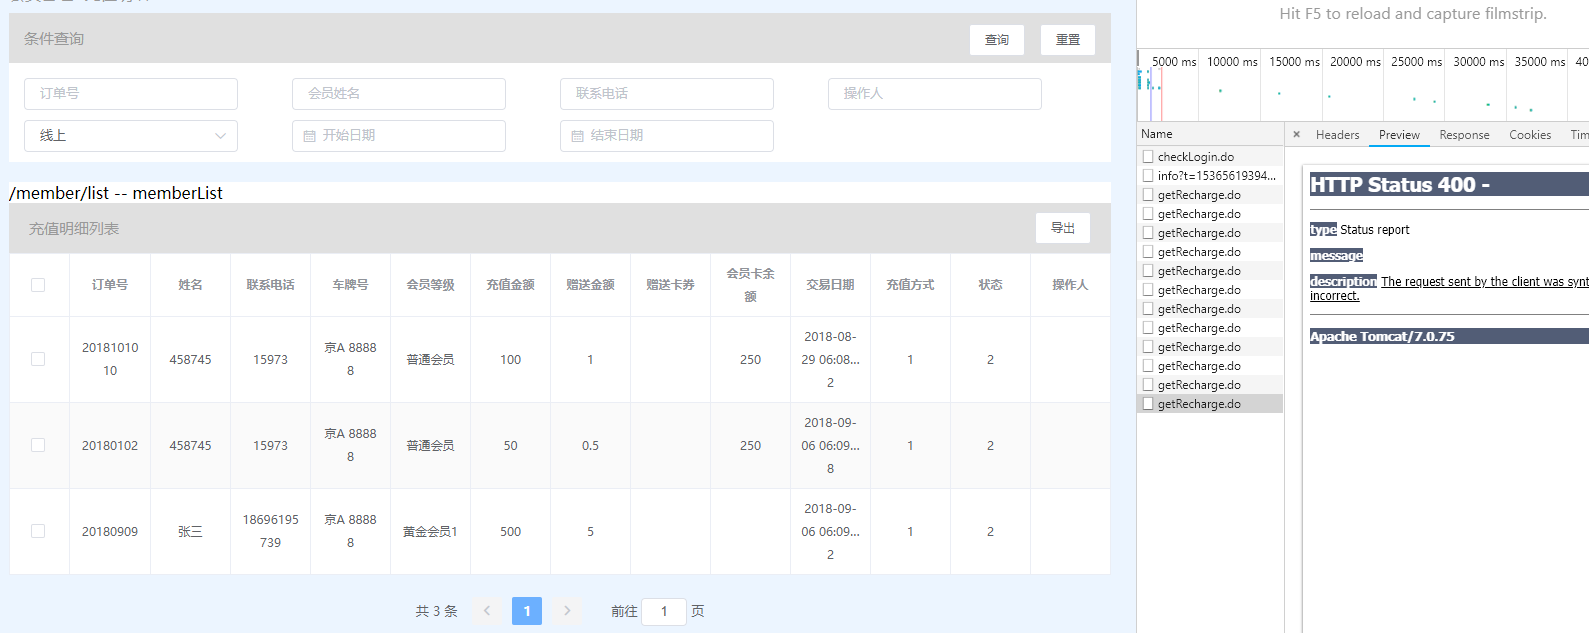 条件查询
查询
重置
订单号
会员姓名
联系电话
操作人
线上
开始日期
结束日期
/member/list -- memberList
充值明细列表
导出
订单号 姓名 联系电话 车牌号 会员等级 充值金额 赠送金额 赠送卡券 会员卡余 交易日期 充值方式 状态 操作人
额
20181010 458745 15973 京A 8888 普通会员 100 1 250 2018-08- 1 2
10 8 29 06:08...
2
20180102 458745 15973 京A 8888 普通会员 50 0.5 250 2018-09- 1 2
8 06 06:09...
8
20180909 张三 18696195 京A 8888 黄金会员1 500 5 2018-09- 1 2
739 8 06 06:09...
2
共 3 条
1
前往 1 页
Hit F5 to reload and capture filmstrip.
5000 ms 10000 ms 15000 ms 20000 ms 25000 ms 30000 ms 35000 ms 40
Name
× Headers Preview Response Cookies Tim
checkLogin.do
info?t=15365619394...
getRecharge.do
getRecharge.do
getRecharge.do
getRecharge.do
getRecharge.do
getRecharge.do
getRecharge.do
getRecharge.do
getRecharge.do
getRecharge.do
getRecharge.do
getRecharge.do
HTTP Status 400 -
type Status report
message
description The request sent by the client was synt
incorrect.
Apache Tomcat/7.0.75